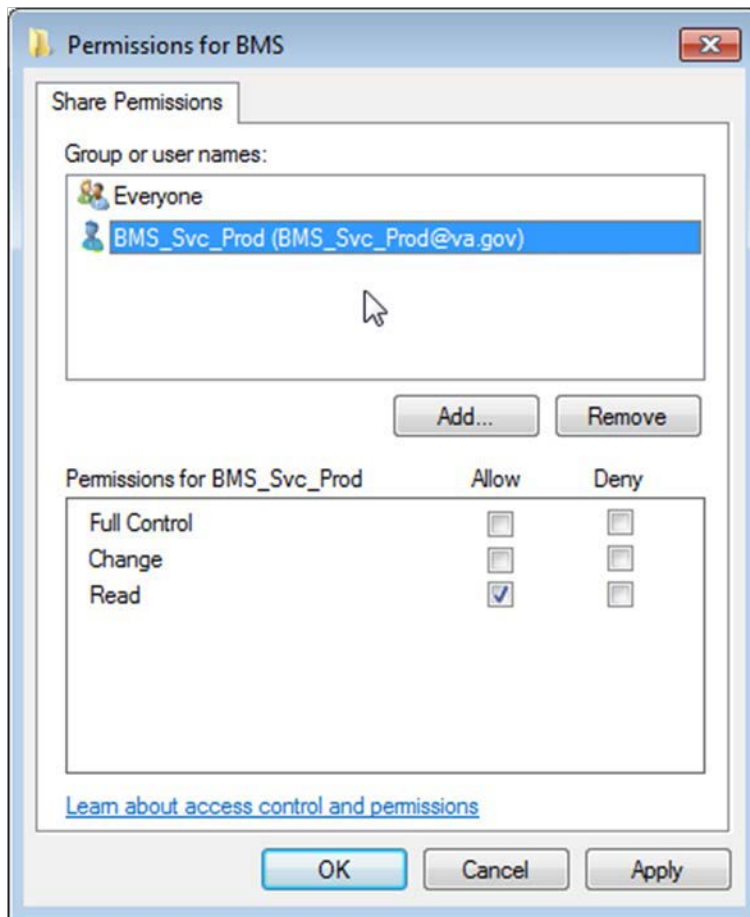 Permissions for BMS
Share Permissions
Group or user names:
Everyone
BMS_Svc_Prod (BMS_Svc_Prod@va.gov)
Add... Remove
Permissions for BMS_Svc_Prod Allow Deny
Full Control
Change
Read
Learn about access control and permissions
OK Cancel Apply